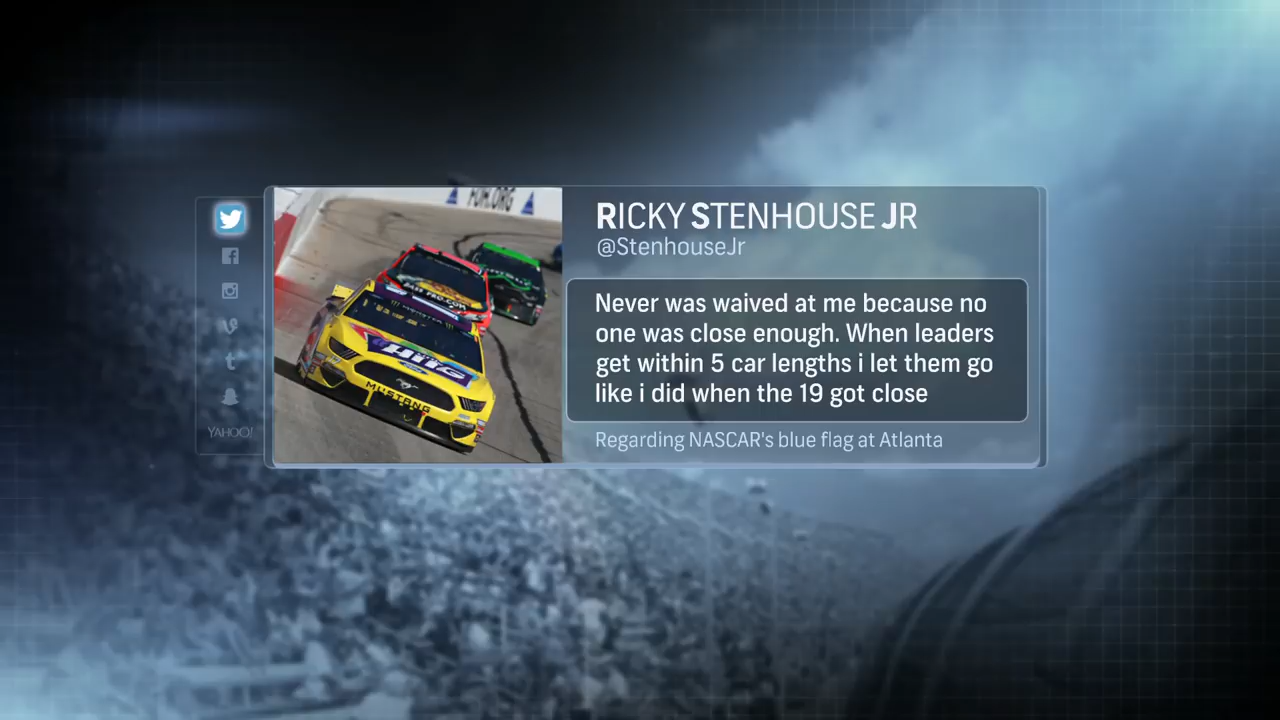 RICKY STENHOUSE JR
@StenhouseJr
Never was waived at me because no
one was close enough. When leaders
get within 5 car lengths i let them go
like i did when the 19 got close
Regarding NASCAR's blue flag at Atlanta
YAHOO!
MUSTANG